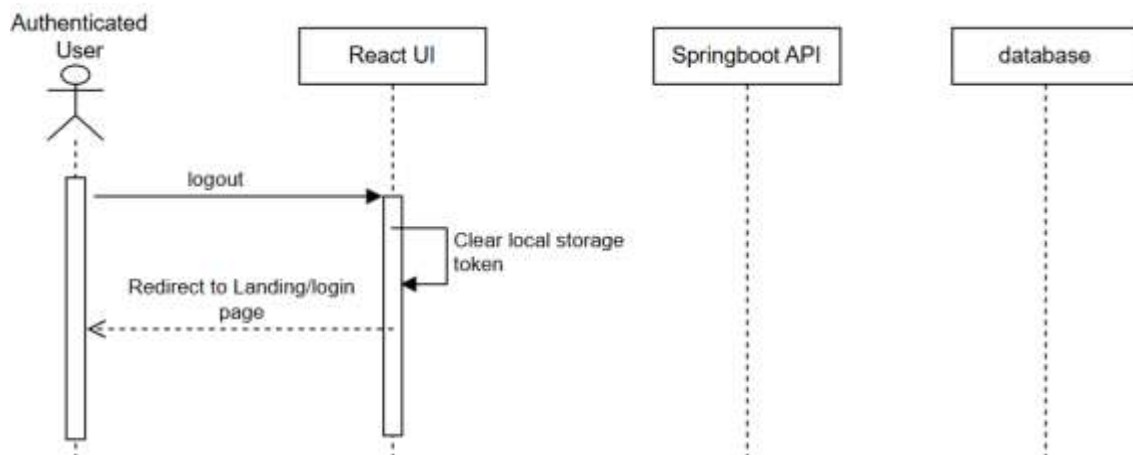 Authenticated
User
React UI
Springboot API
database
logout
Clear local storage
token
Redirect to Landing/login
page